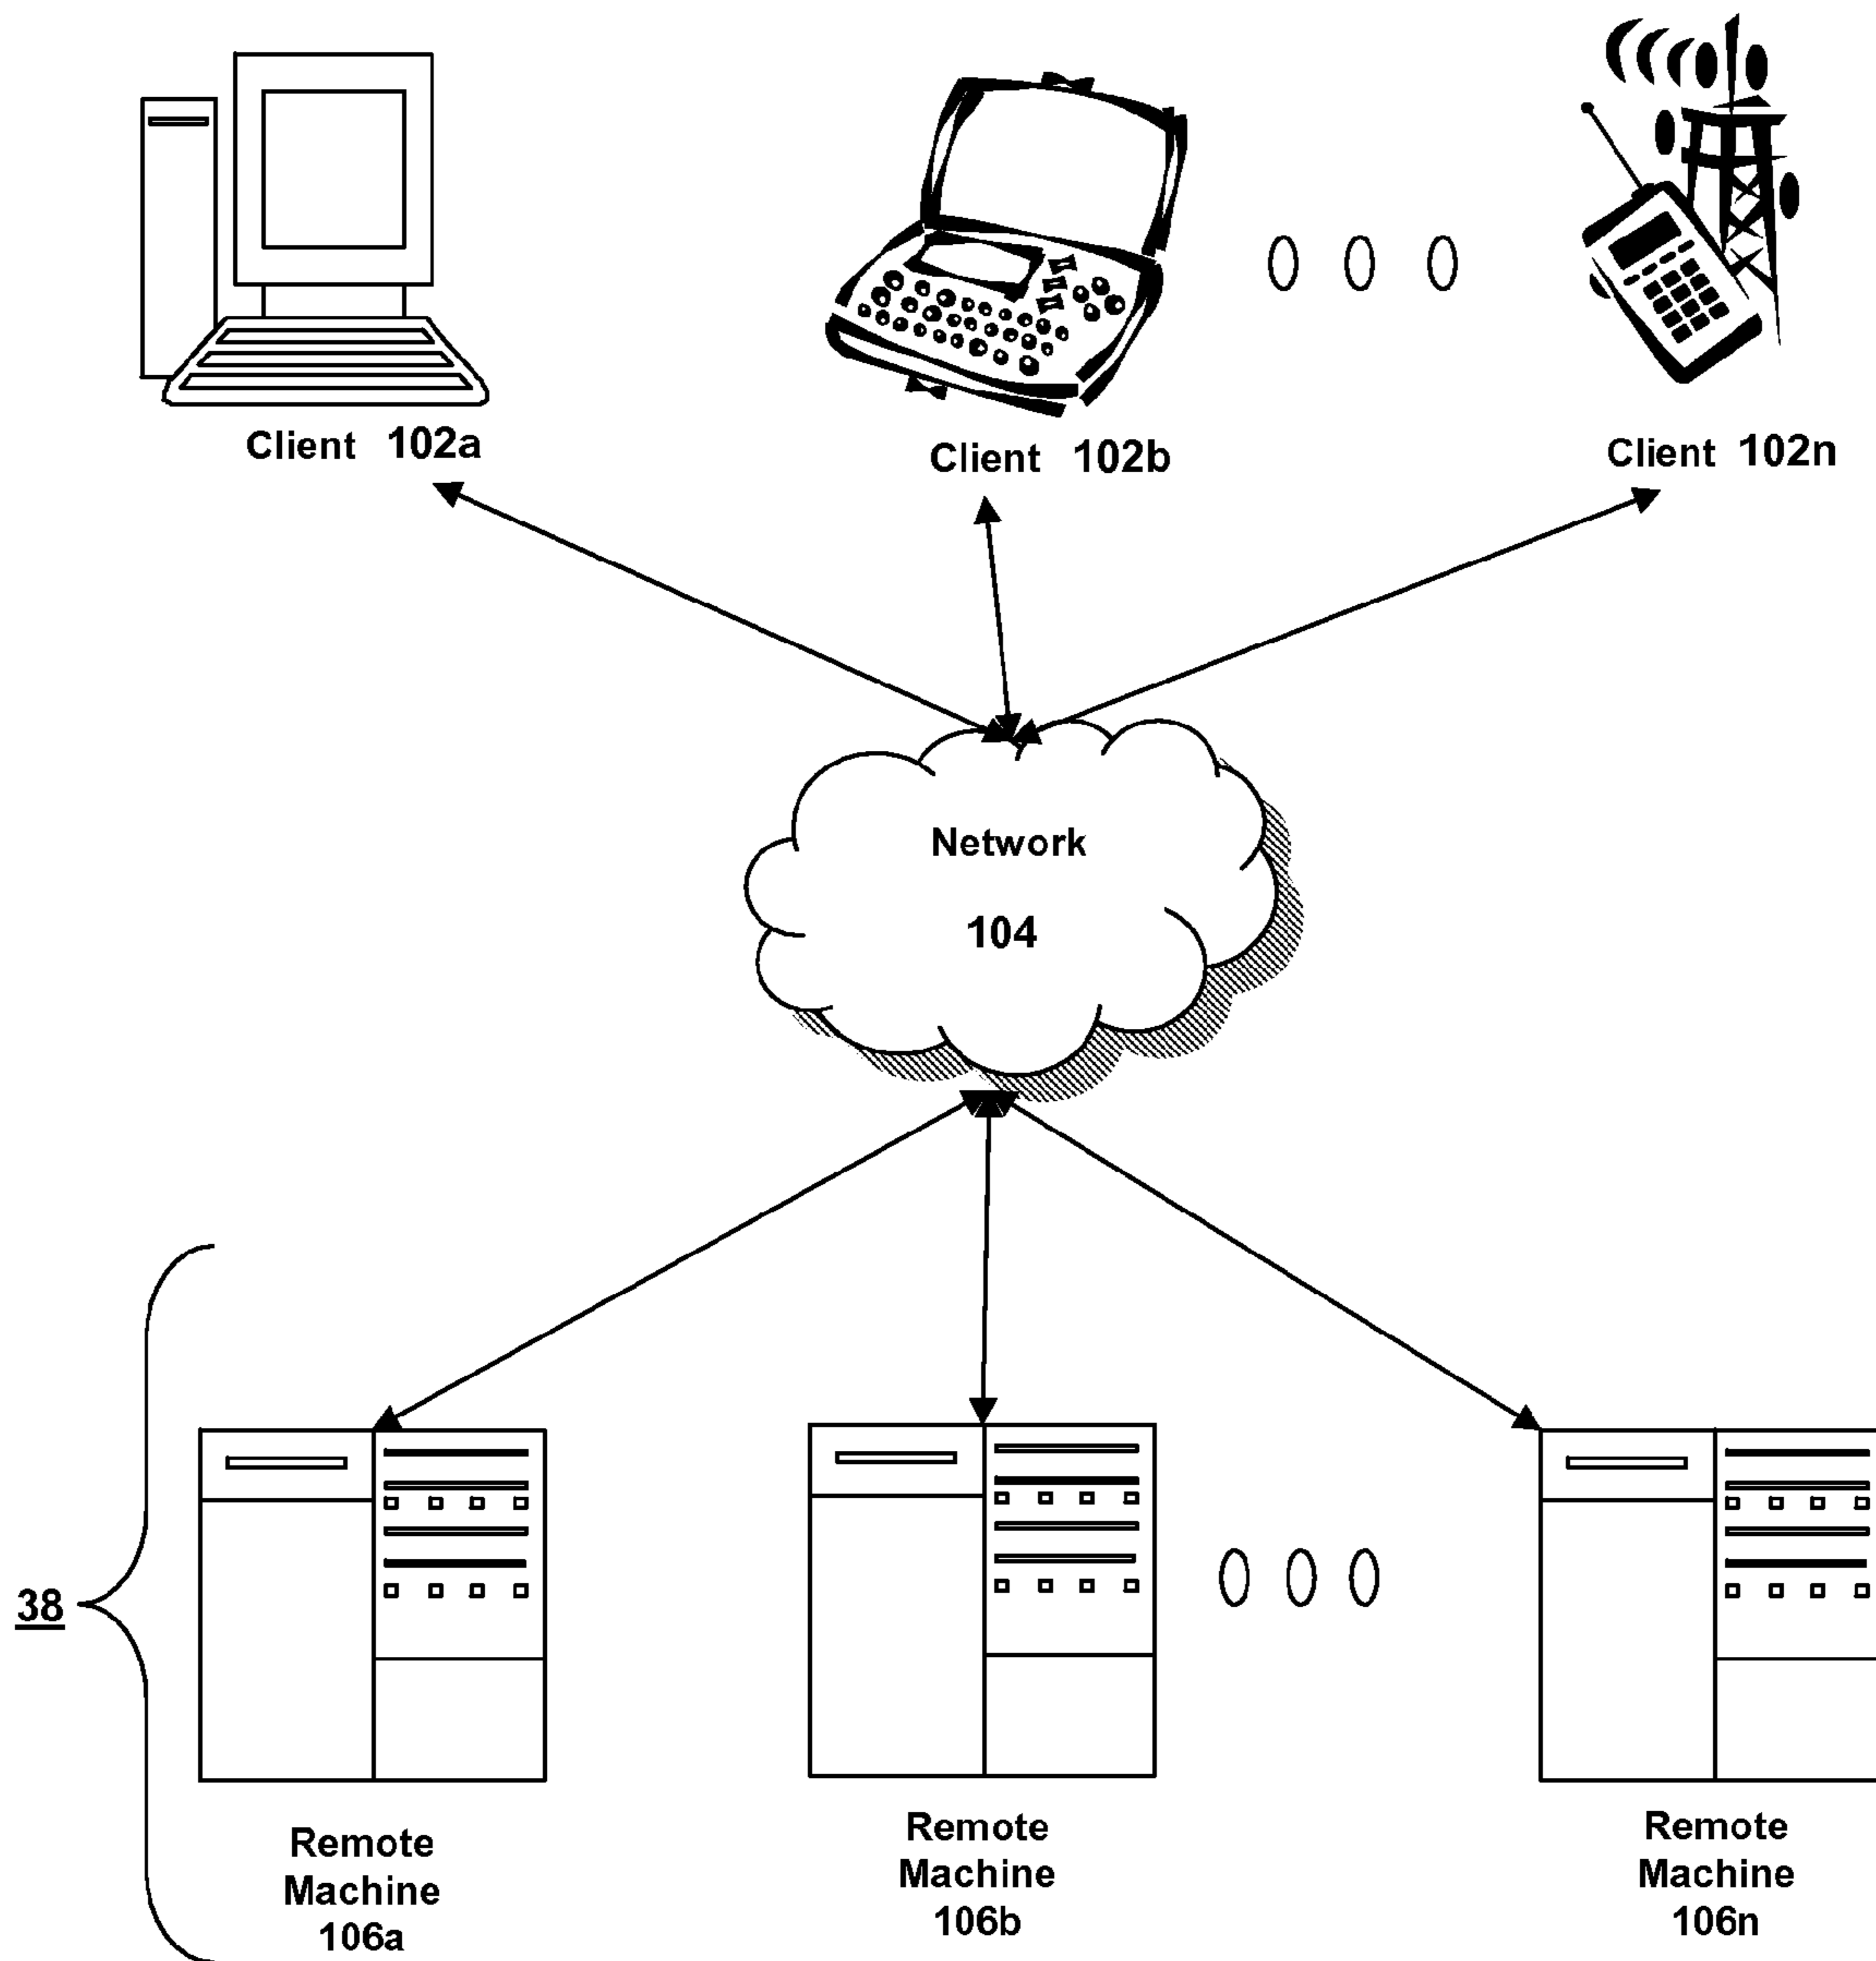 Client 102a
Client 102b
Client 102n
Network
104
38
Remote
Machine
106a
Remote
Machine
106b
Remote
Machine
106n